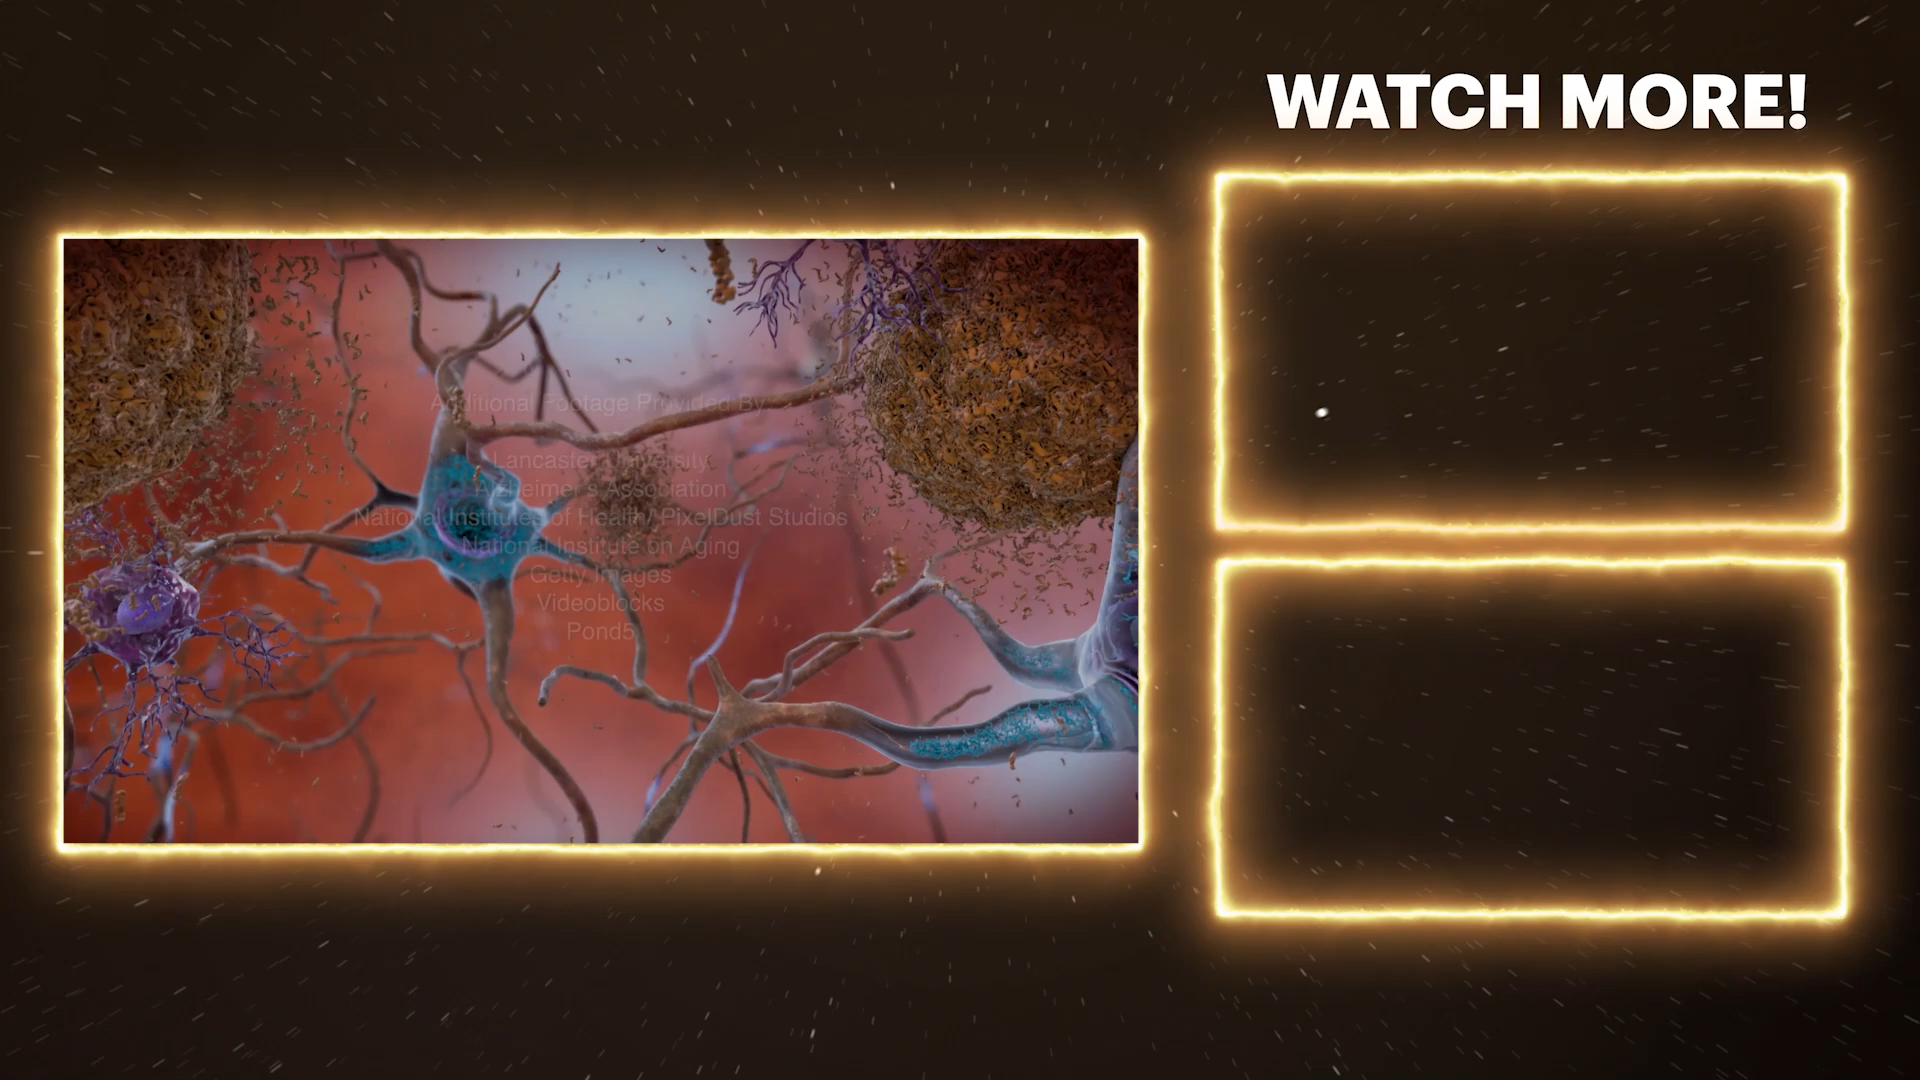 WATCH MORE!
Additional Footage Provided By
Lancaster University
Alzheimer's Association
National Institutes of Health/PixelDust Studios
National Institute on Aging
Getty Images
Videoblocks
Pond5